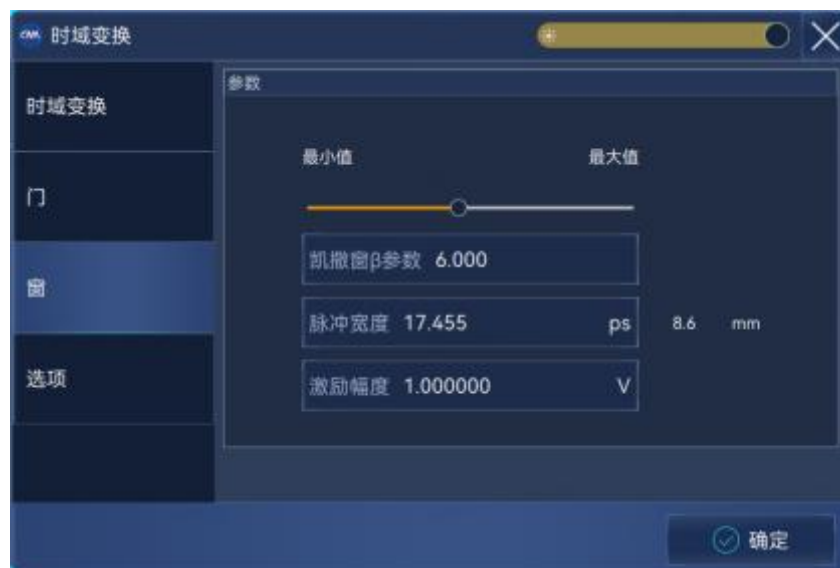 时域变换
时域变换
门
窗
选项
参数
最小值 最大值
凯撒窗β参数 6.000
脉冲宽度 17.455 ps 8.6 mm
激励幅度 1.000000 V
确定